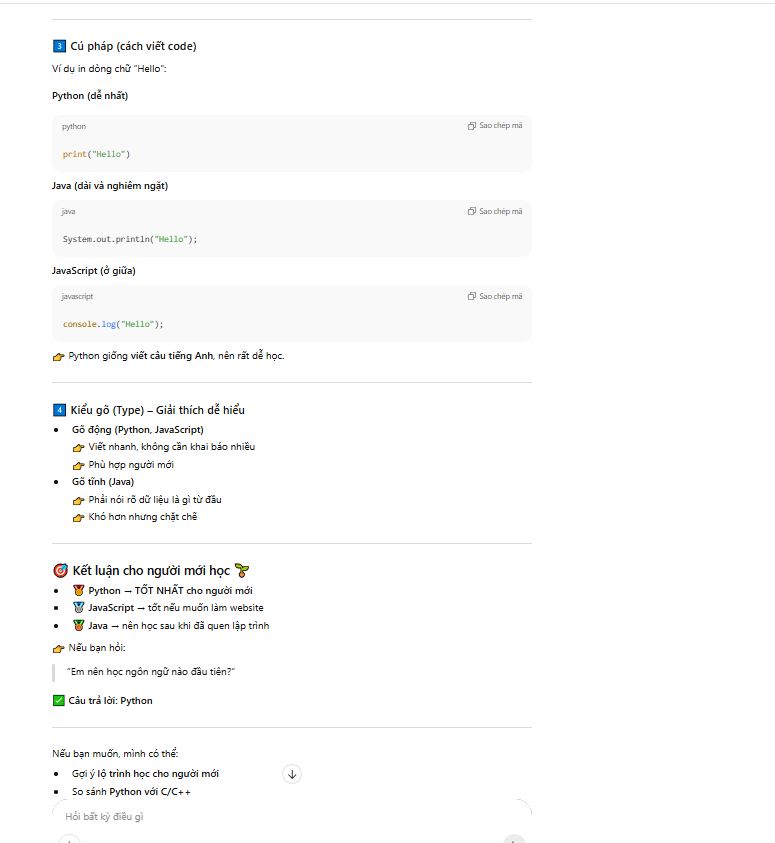 3 Cú pháp (cách viết code)
Ví dụ in dòng chữ "Hello":
Python (dễ nhất)
python
Sao chép mã
print("Hello")
Java (dài và nghiêm ngặt)
java
Sao chép mã
System.out.println("Hello");
JavaScript (ở giữa)
javascript
Sao chép mã
console.log("Hello");
👉 Python giống viết câu tiếng Anh, nên rất dễ học.
4 Kiểu gõ (Type) – Giải thích dễ hiểu
• Gõ động (Python, JavaScript)
👉 Viết nhanh, không cần khai báo nhiều
👉 Phù hợp người mới
• Gõ tĩnh (Java)
👉 Phải nói rõ dữ liệu là gì từ đầu
👉 Khó hơn nhưng chặt chẽ
🎯 Kết luận cho người mới học 🌱
• 🥇 Python → TỐT NHẤT cho người mới
• 🥈 JavaScript → tốt nếu muốn làm website
• 🥉 Java → nên học sau khi đã quen lập trình
👉 Nếu bạn hỏi:
"Em nên học ngôn ngữ nào đầu tiên?"
✅ Câu trả lời: Python
Nếu bạn muốn, mình có thể:
• Gợi ý lộ trình học cho người mới
• So sánh Python với C/C++
Hỏi bất kỳ điều gì